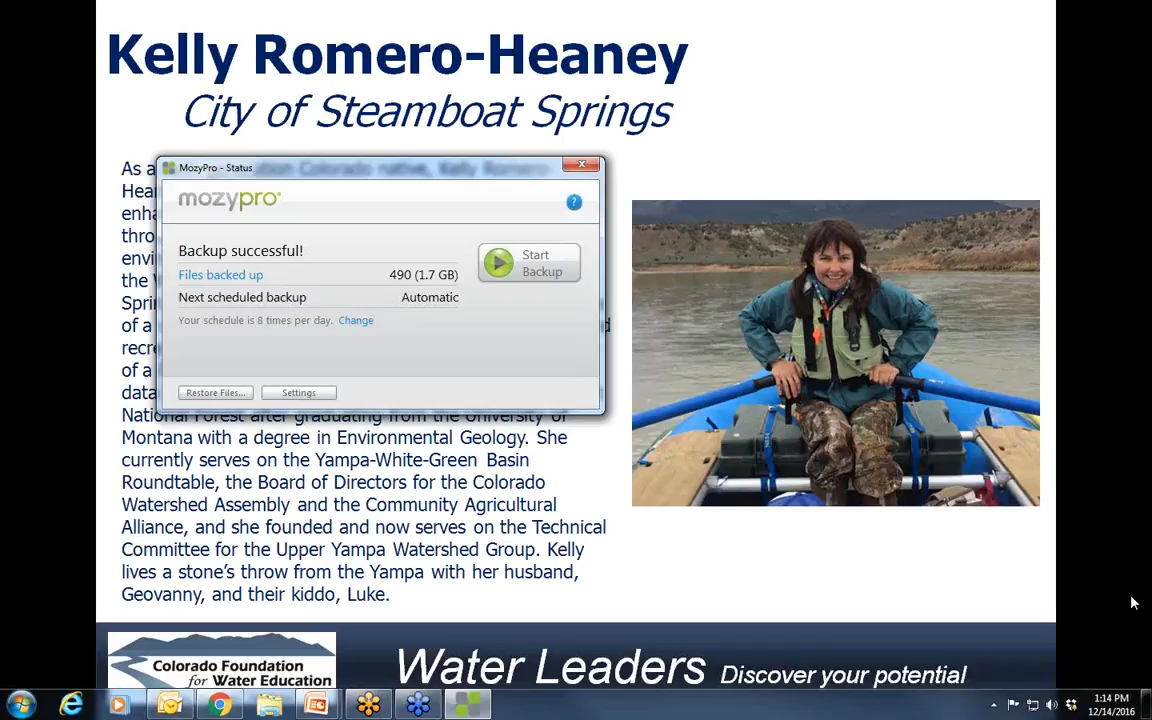 Kelly Romero-Heaney
City of Steamboat Springs
As a
MozyPro - Status
Colorado native, Kelly Romero-
Hea
mozypro
?
enha
thro
Backup successful!
Start
Backup
envi
Files backed up 490 (1.7 GB)
the
Next scheduled backup Automatic
Sprin
Your schedule is 8 times per day. Change
of a
recre
of a
data
Restore Files... Settings
National Forest after graduating from the University of
Montana with a degree in Environmental Geology. She
currently serves on the Yampa-White-Green Basin
Roundtable, the Board of Directors for the Colorado
Watershed Assembly and the Community Agricultural
Alliance, and she founded and now serves on the Technical
Committee for the Upper Yampa Watershed Group. Kelly
lives a stone’s throw from the Yampa with her husband,
Geovanny, and their kiddo, Luke.
Colorado Foundation
for Water Education
Water Leaders Discover your potential
1:14 PM
12/14/2016